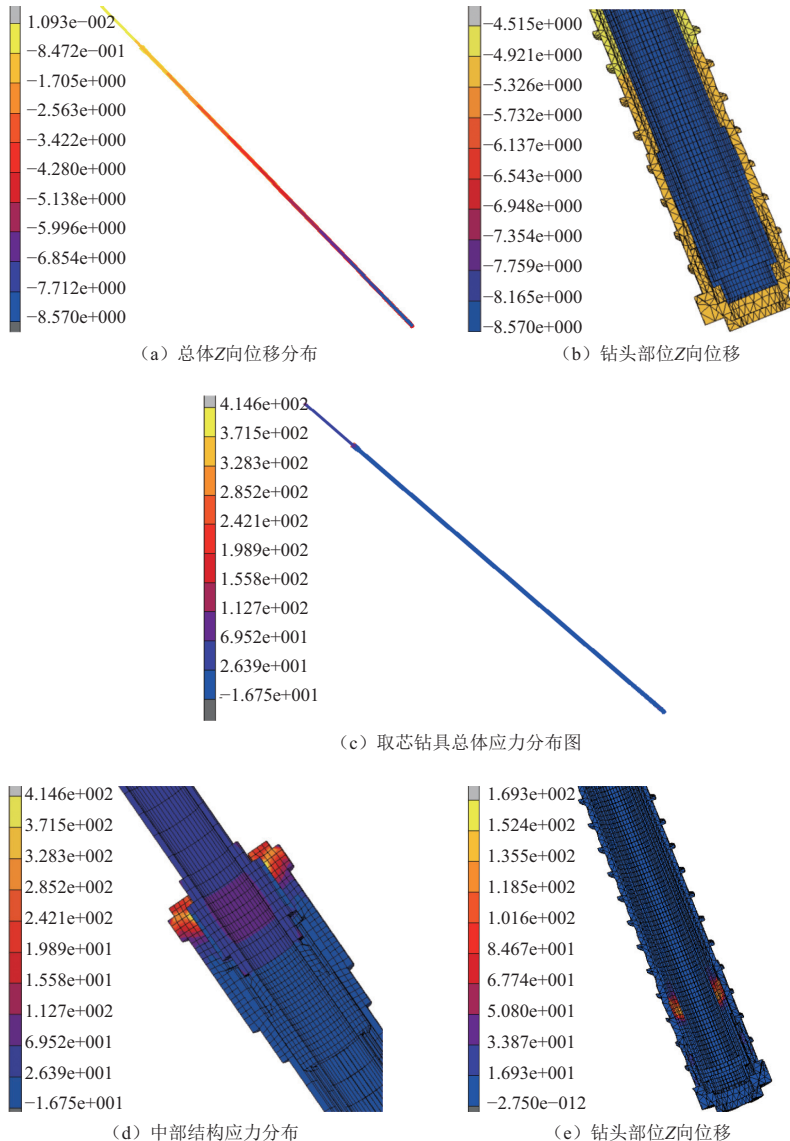 1.093e−002
−8.472e−001
−1.705e+000
−2.563e+000
−3.422e+000
−4.280e+000
−5.138e+000
−5.996e+000
−6.854e+000
−7.712e+000
−8.570e+000
(a) 总体Z向位移分布
−4.515e+000
−4.921e+000
−5.326e+000
−5.732e+000
−6.137e+000
−6.543e+000
−6.948e+000
−7.354e+000
−7.759e+000
−8.165e+000
−8.570e+000
(b) 钻头部位Z向位移
4.146e+002
3.715e+002
3.283e+002
2.852e+002
2.421e+002
1.989e+002
1.558e+002
1.127e+002
6.952e+001
2.639e+001
−1.675e+001
(c) 取芯钻具总体应力分布图
4.146e+002
3.715e+002
3.283e+002
2.852e+002
2.421e+002
1.989e+001
1.558e+001
1.127e+002
6.952e+001
2.639e+001
−1.675e+001
(d) 中部结构应力分布
1.693e+002
1.524e+002
1.355e+002
1.185e+002
1.016e+002
8.467e+001
6.774e+001
5.080e+001
3.387e+001
1.693e+001
−2.750e−012
(e) 钻头部位Z向位移